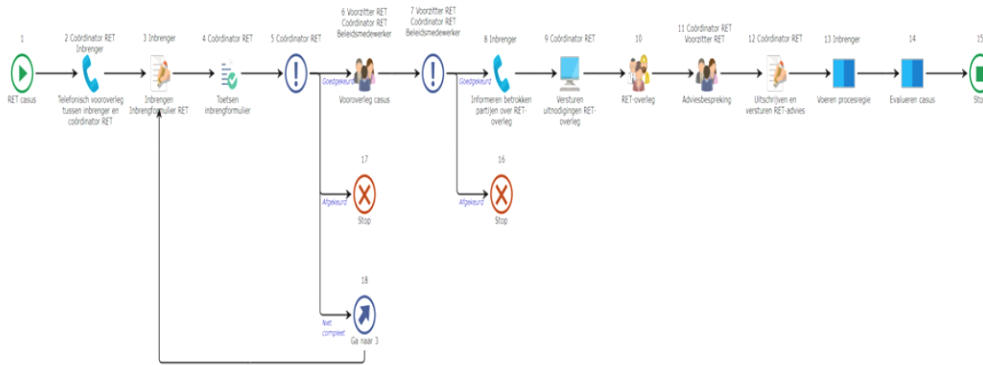 1
RET casus
2 Coördinator RET
Inbrenger
Telefonisch vooroverleg
tussen inbrenger en
coördinator RET
3 Inbrenger
Inbrengen
Inbrengformulier RET
4 Coördinator RET
Toetsen
inbrengformulier
5 Coördinator RET
Goedgekeurd
6 Voorzitter RET
Coördinator RET
Beleidsmedewerker
Vooroverleg casus
7 Voorzitter RET
Coördinator RET
Beleidsmedewerker
Goedgekeurd
8 Inbrenger
Informeren betrokken
partijen over RET-
overleg
9 Coördinator RET
Versturen
uitnodigingen RET-
overleg
10
RET-overleg
11 Coördinator RET
Voorzitter RET
Adviesbespreking
12 Coördinator RET
Uitschrijven en
versturen RET-advies
13 Inbrenger
Voeren procesregie
14
Evalueren casus
15
Sto
17
Afgekeurd
Stop
16
Afgekeurd
Stop
18
Niet
compleet
Ga naar 3